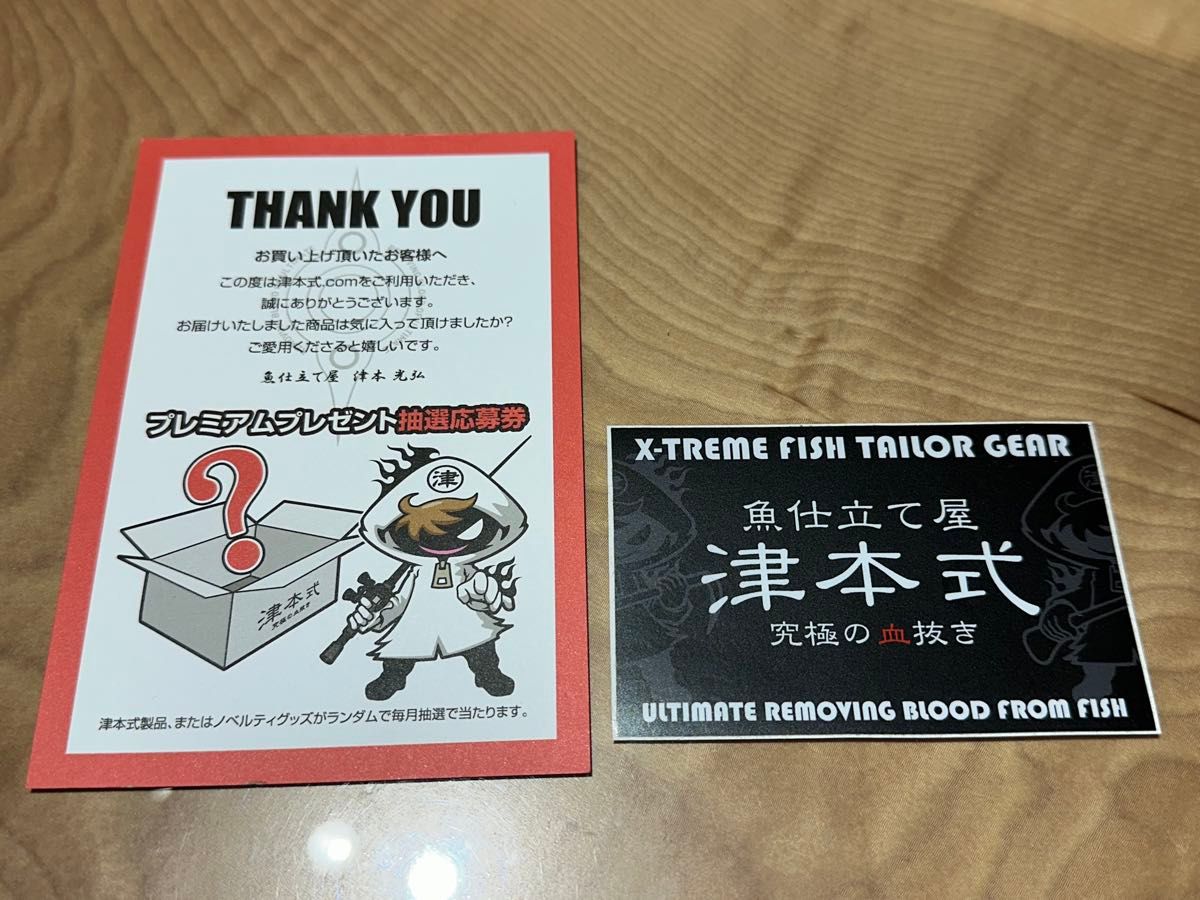 THANK YOU
お買い上げ頂いたお客様へ
この度は津本式.comをご利用いただき、
誠にありがとうございます。
お届けいたしました商品は気に入って頂けましたか?
ご愛用くださると嬉しいです。
魚仕立て屋 津本 光弘
プレミアムプレゼント抽選応募券
?
津
津本式
究極の血抜き
津本式製品、またはノベルティグッズがランダムで毎月抽選で当たります。
X-TREME FISH TAILOR GEAR
魚仕立て屋
津本式
究極の血抜き
ULTIMATE REMOVING BLOOD FROM FISH